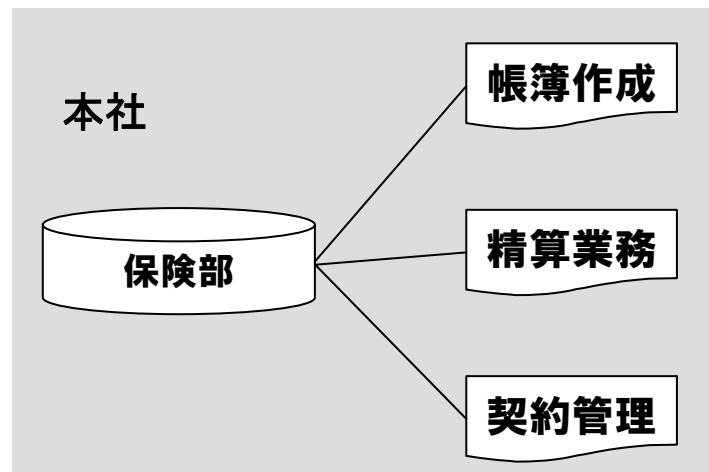 本社
保険部
帳簿作成
精算業務
契約管理